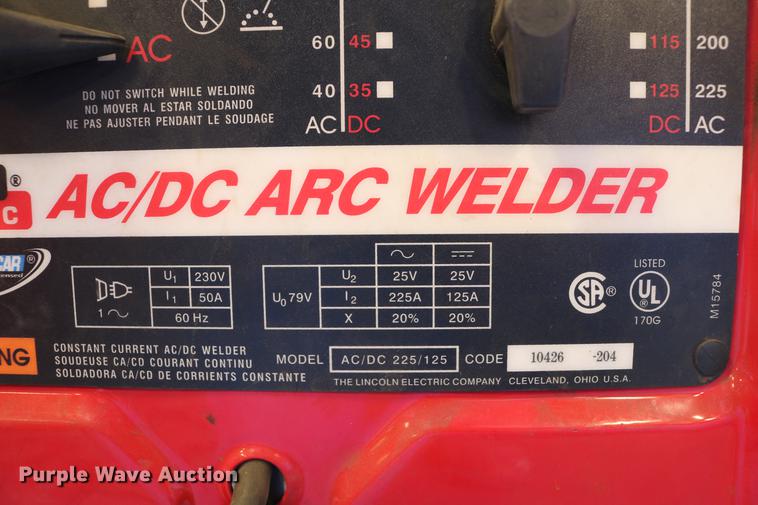 AC
DO NOT SWITCH WHILE WELDING
NO MOVER AL ESTAR SOLDANDO
NE PAS AJUSTER PENDANT LE SOUDAGE
60 45
40 35
AC DC
115 200
125 225
DC AC
® AC/DC ARC WELDER
C
CAR
ensed
U1 230V
I1 50A
1~ 60 Hz
U0 79V
U2 25V 25V
I2 225A 125A
X 20% 20%
SA®
LISTED
UL®
170G
M15784
NG
CONSTANT CURRENT AC/DC WELDER
SOUDEUSE CA/CD COURANT CONTINU
SOLDADORA CA/CD DE CORRIENTS CONSTANTE
MODEL AC/DC 225/125 CODE 10426 -204
THE LINCOLN ELECTRIC COMPANY CLEVELAND, OHIO U.S.A.
Purple Wave Auction